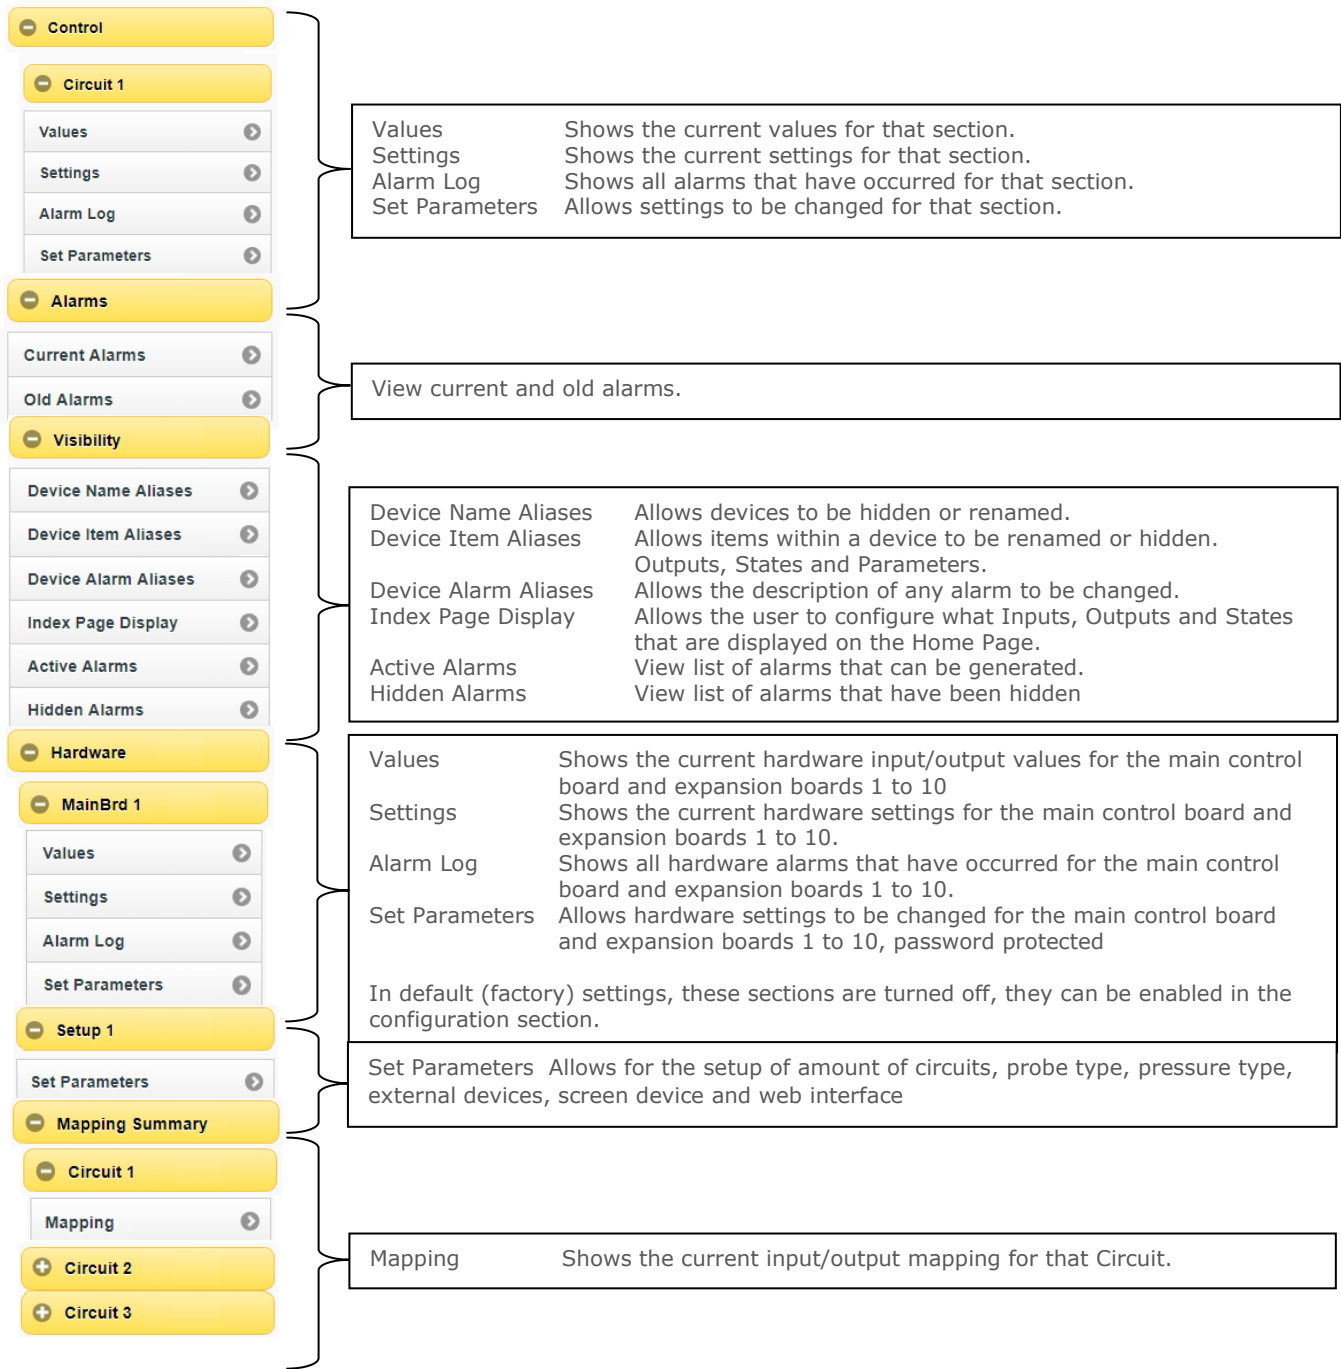 Control
Circuit 1
Values
Settings
Alarm Log
Set Parameters
Values Shows the current values for that section.
Settings Shows the current settings for that section.
Alarm Log Shows all alarms that have occurred for that section.
Set Parameters Allows settings to be changed for that section.
Alarms
Current Alarms
Old Alarms
View current and old alarms.
Visibility
Device Name Aliases
Device Item Aliases
Device Alarm Aliases
Index Page Display
Active Alarms
Hidden Alarms
Device Name Aliases Allows devices to be hidden or renamed.
Device Item Aliases Allows items within a device to be renamed or hidden.
Outputs, States and Parameters.
Device Alarm Aliases Allows the description of any alarm to be changed.
Index Page Display Allows the user to configure what Inputs, Outputs and States
that are displayed on the Home Page.
Active Alarms View list of alarms that can be generated.
Hidden Alarms View list of alarms that have been hidden
Hardware
MainBrd 1
Values
Settings
Alarm Log
Set Parameters
Values Shows the current hardware input/output values for the main control
board and expansion boards 1 to 10
Settings Shows the current hardware settings for the main control board and
expansion boards 1 to 10.
Alarm Log Shows all hardware alarms that have occurred for the main control
board and expansion boards 1 to 10.
Set Parameters Allows hardware settings to be changed for the main control board
and expansion boards 1 to 10, password protected
In default (factory) settings, these sections are turned off, they can be enabled in the
configuration section.
Setup 1
Set Parameters
Set Parameters Allows for the setup of amount of circuits, probe type, pressure type,
external devices, screen device and web interface
Mapping Summary
Circuit 1
Mapping
Circuit 2
Circuit 3
Mapping Shows the current input/output mapping for that Circuit.